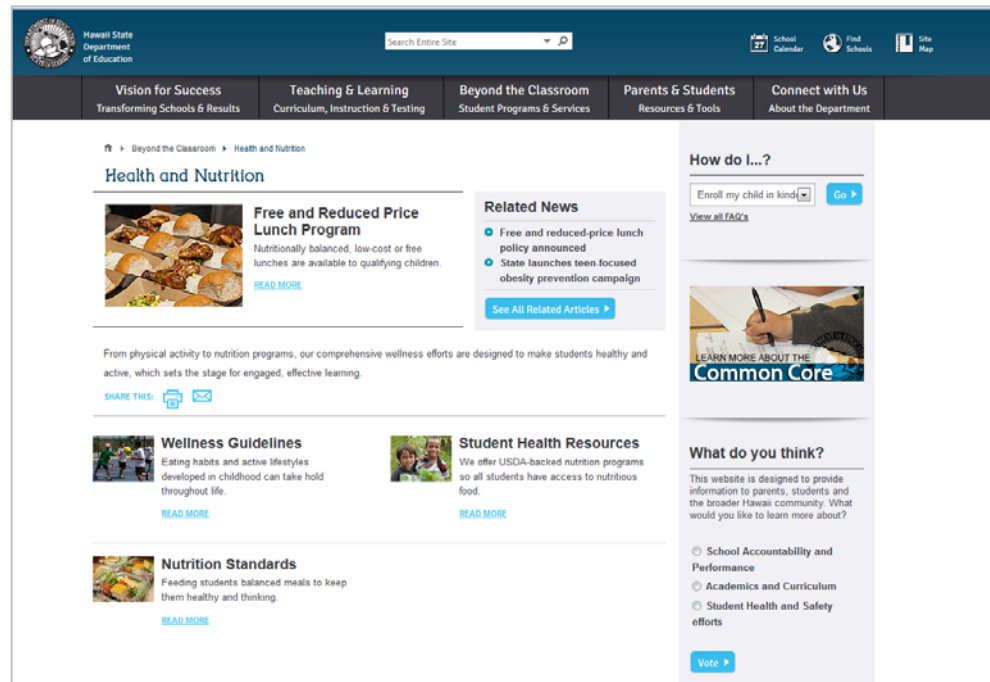 Hawaii State
Department
of Education
Search Entire Site
27
School
Calendar
Find
Schools
Site
Map
Vision for Success
Transforming Schools & Results
Teaching & Learning
Curriculum, Instruction & Testing
Beyond the Classroom
Student Programs & Services
Parents & Students
Resources & Tools
Connect with Us
About the Department
Beyond the Classroom
Health and Nutrition
Health and Nutrition
Free and Reduced Price
Lunch Program
Nutritionally balanced, low-cost or free
lunches are available to qualifying children.
READ MORE
Related News
Free and reduced-price lunch
policy announced
State launches teen-focused
obesity prevention campaign
See All Related Articles
From physical activity to nutrition programs, our comprehensive wellness efforts are designed to make students healthy and
active, which sets the stage for engaged, effective learning.
SHARE THIS:
Wellness Guidelines
Eating habits and active lifestyles
developed in childhood can take hold
throughout life.
READ MORE
Student Health Resources
We offer USDA-backed nutrition programs
so all students have access to nutritious
food.
READ MORE
Nutrition Standards
Feeding students balanced meals to keep
them healthy and thinking.
READ MORE
How do I...?
Enroll my child in kinde
Go
View all FAQ's
LEARN MORE ABOUT THE
Common Core
What do you think?
This website is designed to provide
information to parents, students and
the broader Hawaii community. What
would you like to learn more about?
School Accountability and
Performance
Academics and Curriculum
Student Health and Safety
efforts
Vote